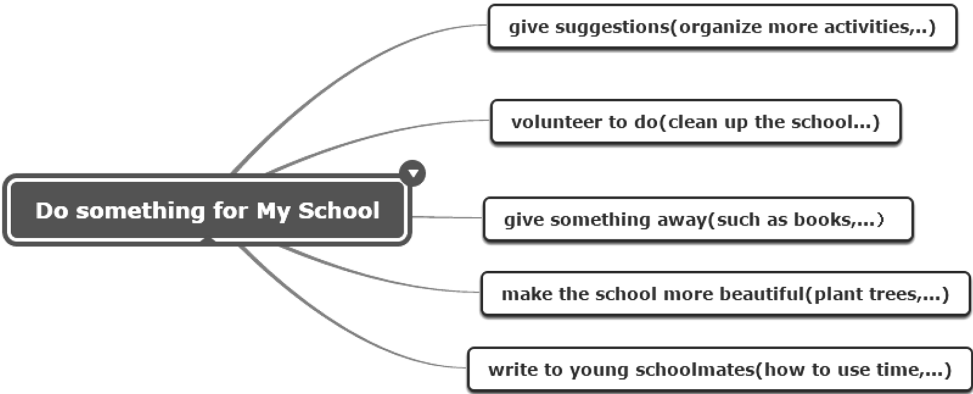 give suggestions(organize more activities,..)
volunteer to do(clean up the school...)
Do something for My School
give something away(such as books,...）
make the school more beautiful(plant trees,...)
write to young schoolmates(how to use time,...)